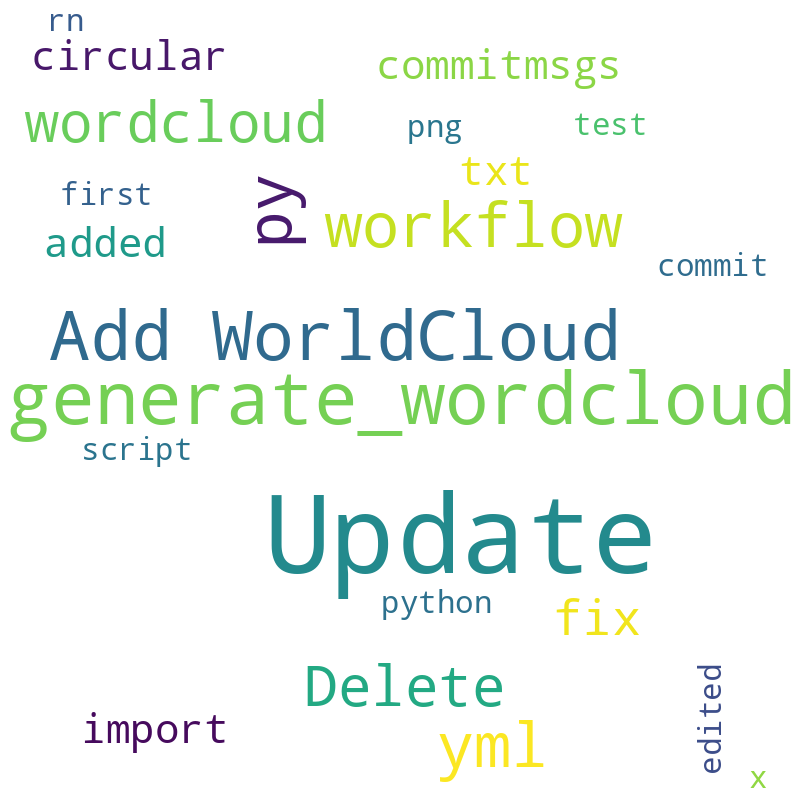 rn
circular
commitmsgs
wordcloud
png
test
txt
first
py
workflow
added
commit
Add WorldCloud
generate_wordcloud
script
Update
python
fix
Delete
edited
import
yml
x